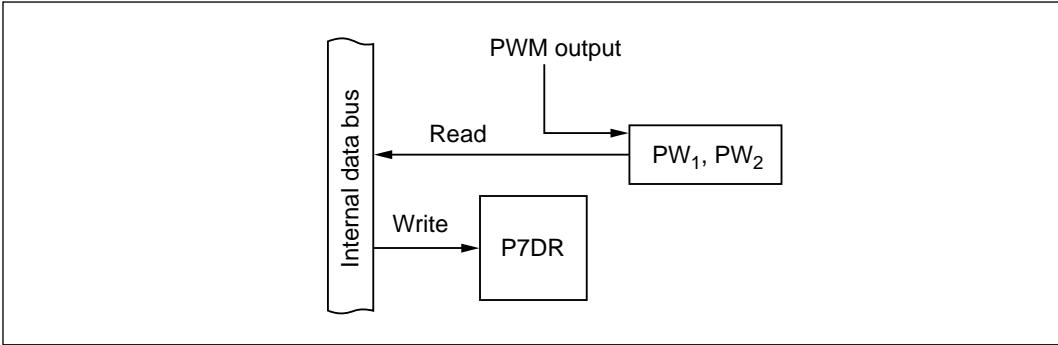 PWM output
Internal data bus
Read
PW1, PW2
Write
P7DR